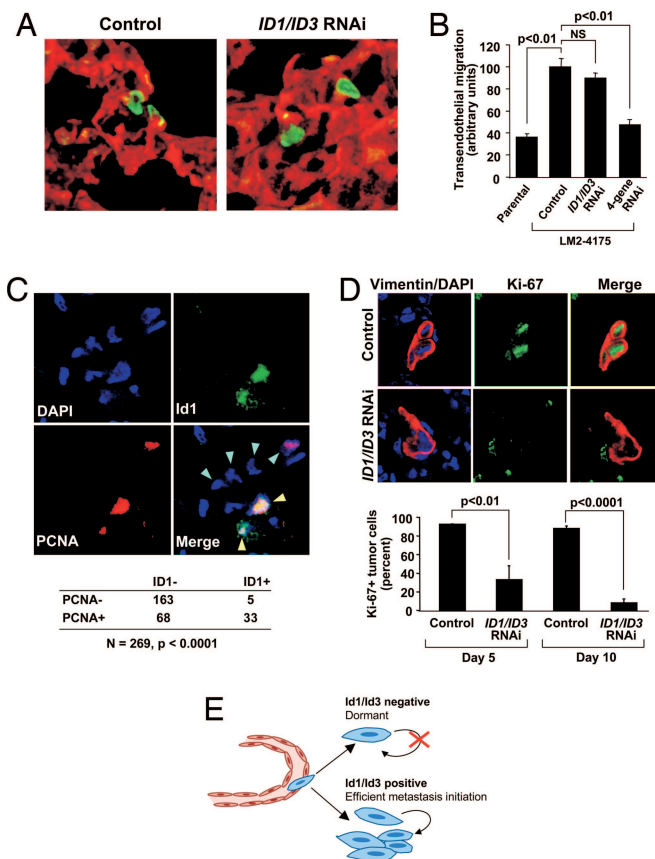 A
Control
ID1/ID3 RNAi
B
p<0.01
p<0.01
NS
Transendothelial migration
(arbitrary units)
120
100
80
60
40
20
0
Parental
Control
ID1/ID3
RNAi
4-gene
RNAi
LM2-4175
C
DAPI
Id1
PCNA
Merge
ID1-
ID1+
PCNA-
163
5
PCNA+
68
33
N = 269, p < 0.0001
D
Vimentin/DAPI
Ki-67
Merge
Control
ID1/ID3 RNAi
p<0.01
p<0.0001
Ki-67+ tumor cells
(percent)
100
50
0
Control
ID1/ID3
RNAi
Control
ID1/ID3
RNAi
Day 5
Day 10
E
Id1/Id3 negative
Dormant
Id1/Id3 positive
Efficient metastasis initiation